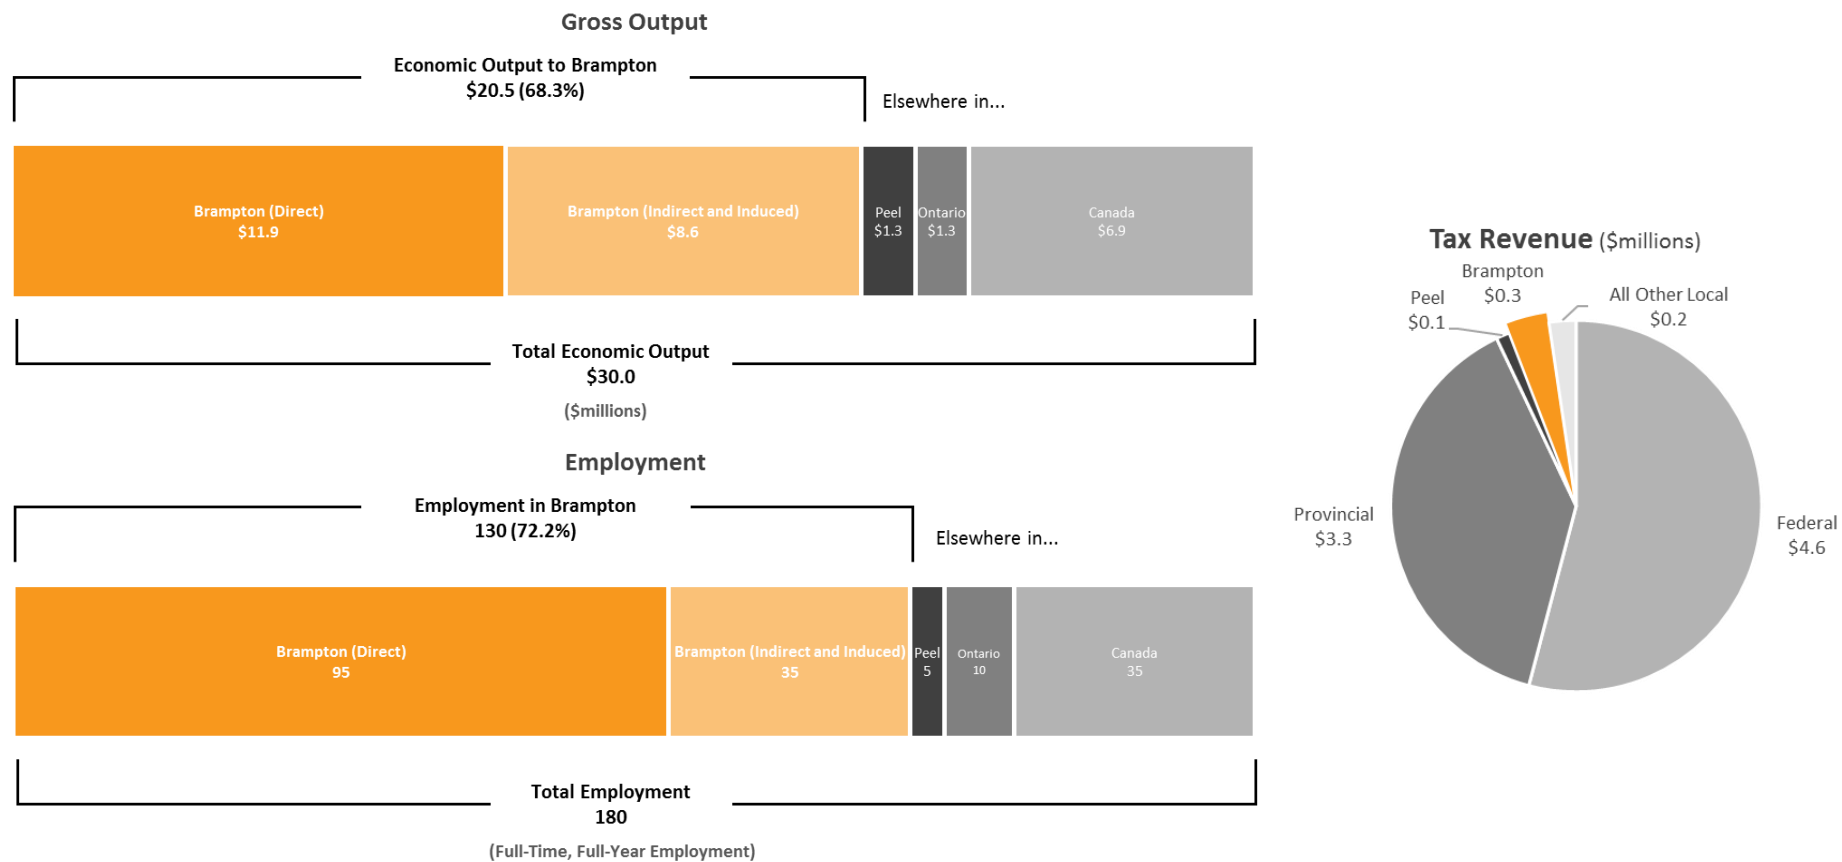 Gross Output
Economic Output to Brampton
$20.5 (68.3%)
Elsewhere in...
Brampton (Direct)
$11.9
Brampton (Indirect and Induced)
$8.6
Peel
$1.3
Ontario
$1.3
Canada
$6.9
Total Economic Output
$30.0
($millions)
Employment
Employment in Brampton
130 (72.2%)
Elsewhere in...
Brampton (Direct)
95
Brampton (Indirect and Induced)
35
Peel
5
Ontario
10
Canada
35
Total Employment
180
(Full-Time, Full-Year Employment)
Tax Revenue ($millions)
Brampton
$0.3
Peel
$0.1
All Other Local
$0.2
Provincial
$3.3
Federal
$4.6